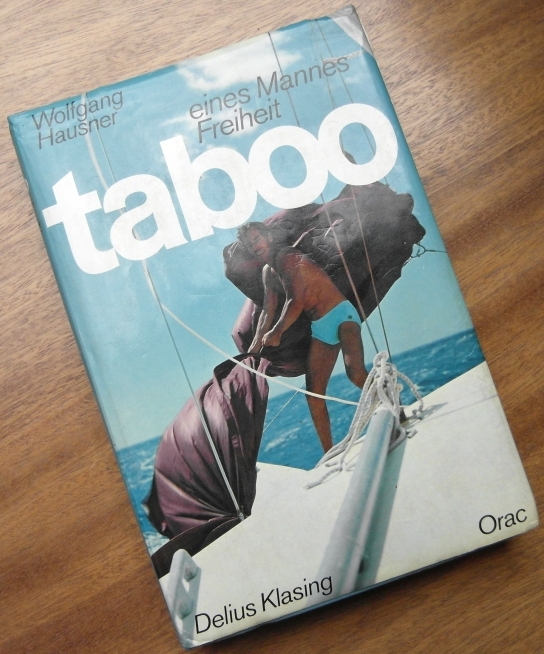 Wolfgang
Hausner
eines Mannes
Freiheit
taboo
Delius Klasing
Orac